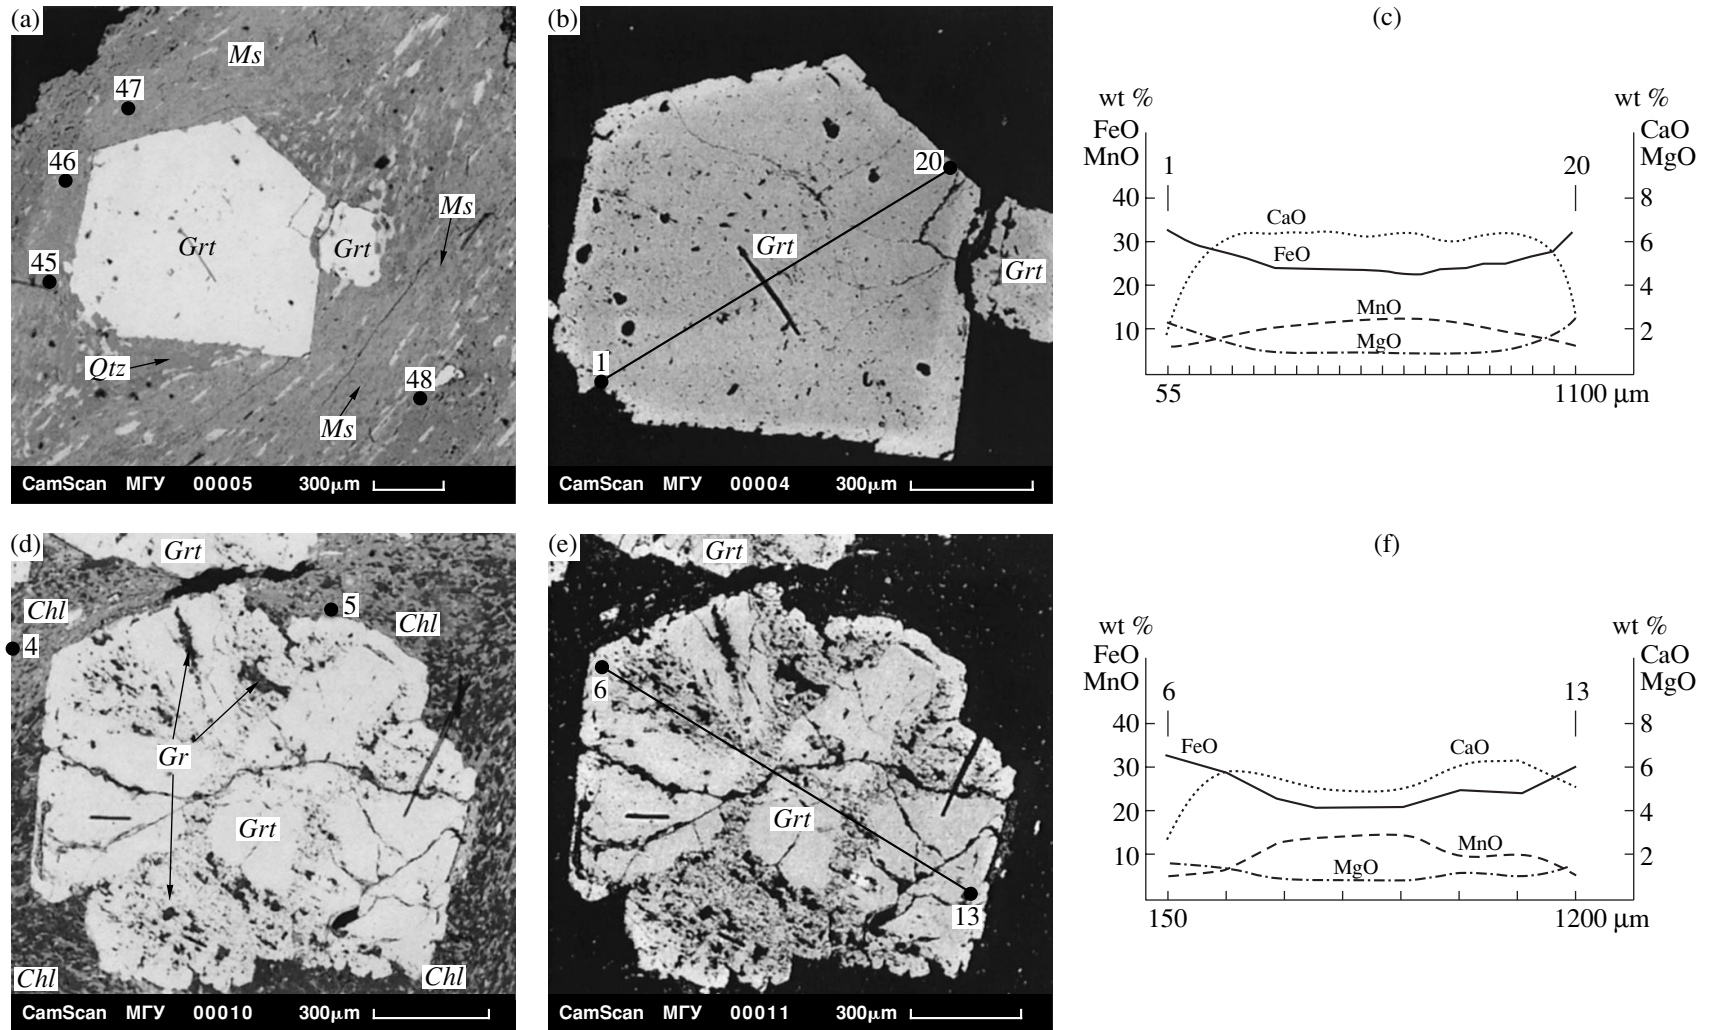 (a)
Ms
47
46
Grt
Grt
Ms
45
Qtz
48
Ms
CamScan МГУ 00005 300μm
(b)
20
Grt
Grt
1
CamScan МГУ 00004 300μm
(c)
wt %
FeO
MnO
wt %
CaO
MgO
1
20
40
30
20
10
8
6
4
2
CaO
FeO
MnO
MgO
55
1100 μm
(d)
Grt
Chl
5
Chl
4
Gr
Grt
Chl
Chl
CamScan МГУ 00010 300μm
(e)
Grt
6
Grt
13
CamScan МГУ 00011 300μm
(f)
wt %
FeO
MnO
wt %
CaO
MgO
6
13
40
30
20
10
8
6
4
2
FeO
CaO
MnO
MgO
150
1200 μm